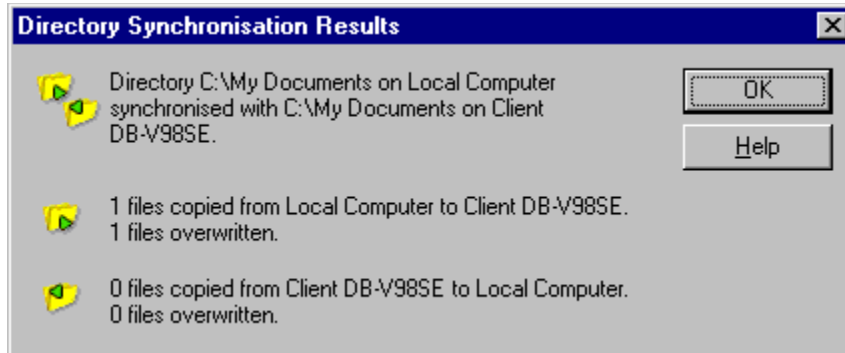 Directory Synchronisation Results
Directory C:\My Documents on Local Computer
synchronised with C:\My Documents on Client
DB-V98SE.
OK
Help
1 files copied from Local Computer to Client DB-V98SE.
1 files overwritten.
0 files copied from Client DB-V98SE to Local Computer.
0 files overwritten.